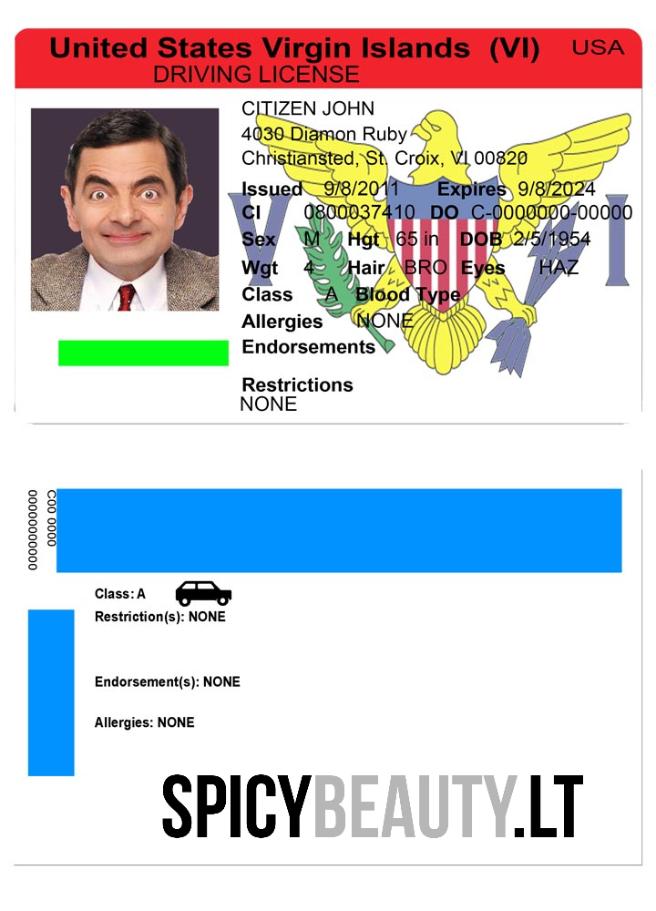 United States Virgin Islands (VI) USA
DRIVING LICENSE
CITIZEN JOHN
4030 Diamon Ruby
Christiansted, St. Croix, VI 00820
Issued 9/8/2011 Expires 9/8/2024
CI 0800037410 DO C-0000000-00000
Sex M Hgt 65 in DOB 2/5/1954
Wgt 4 Hair BRO Eyes HAZ
Class A Blood Type
Allergies NONE
Endorsements
Restrictions
NONE
V I
C00 0000
0000000000000
Class: A
Restriction(s): NONE
Endorsement(s): NONE
Allergies: NONE
SPICYBEAUTY.LT